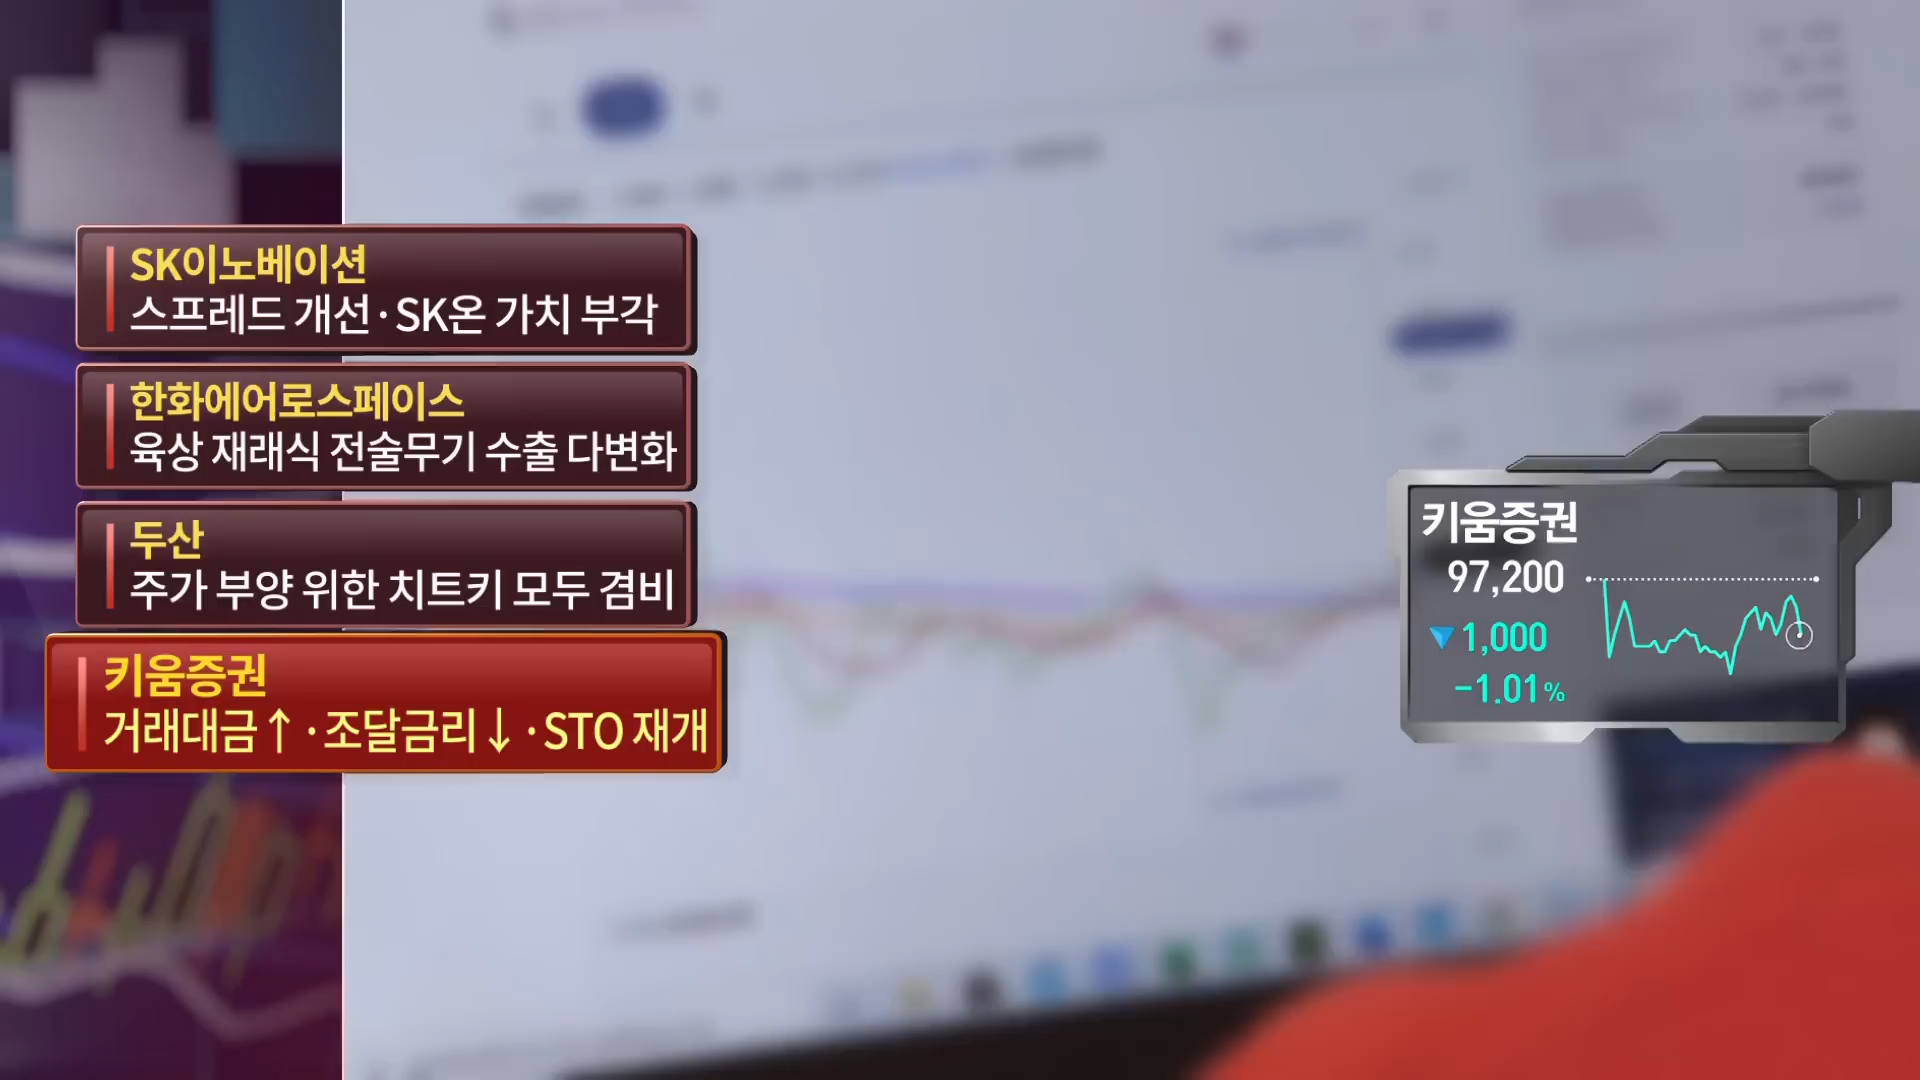 SK이노베이션
스프레드 개선·SK온 가치 부각
한화에어로스페이스
육상 재래식 전술무기 수출 다변화
두산
주가 부양 위한 치트키 모두 겸비
키움증권
거래대금↑·조달금리↓·STO 재개
키움증권
97,200
▼1,000
-1.01%